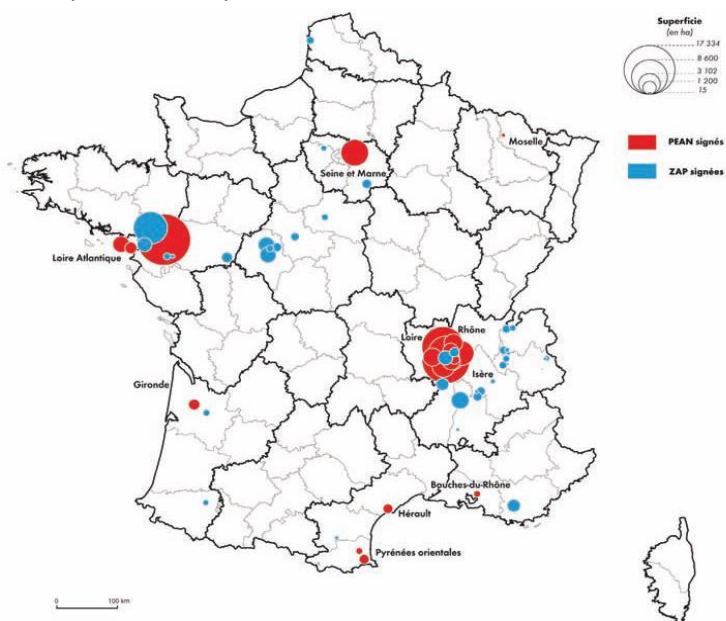 Superficie
(en ha)
17 334
8 600
3 102
1 200
15
PEAN signés
ZAP signées
Moselle
Seine et Marne
Loire Atlantique
Loire
Rhône
Isère
Gironde
Bouches-du-Rhône
Hérault
Pyrénées orientales
0
100 km